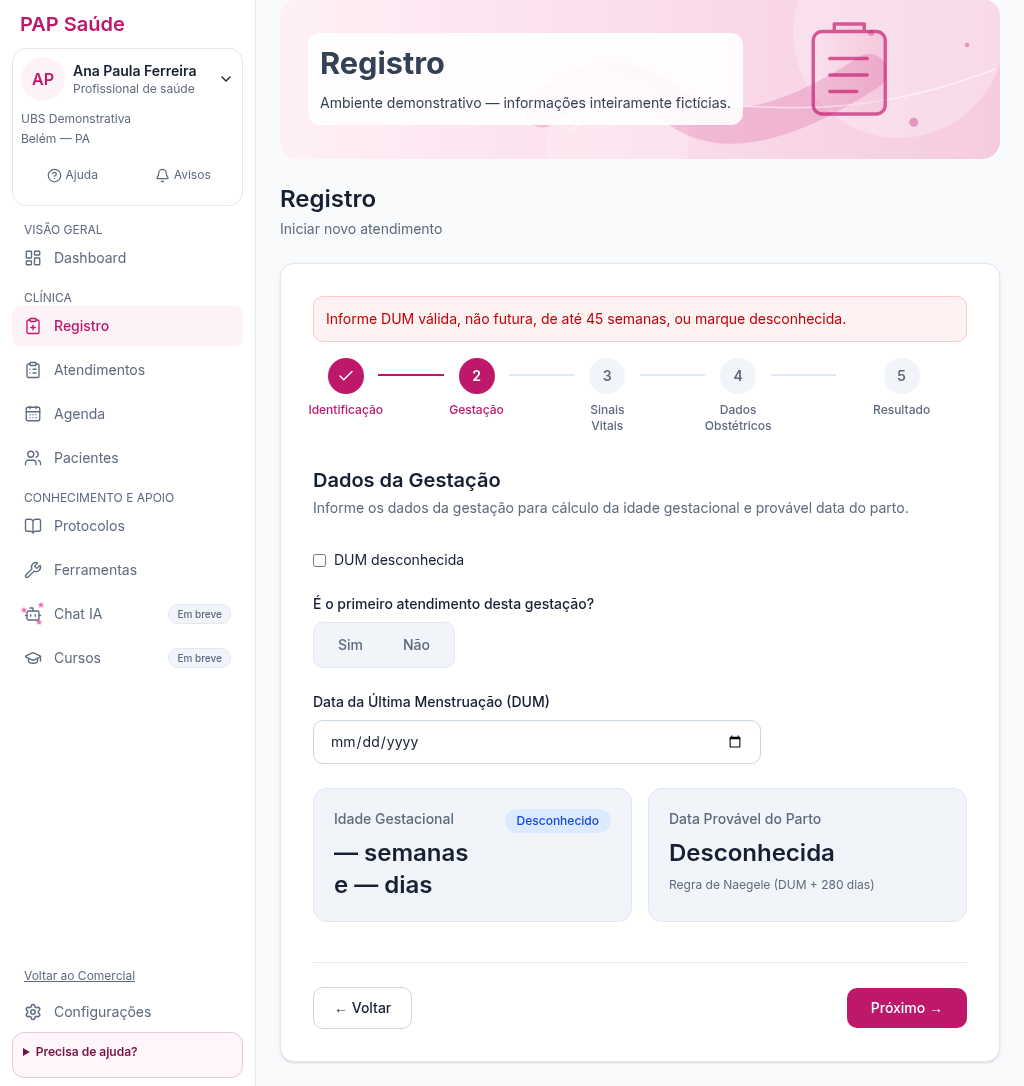 PAP Saúde
AP
Ana Paula Ferreira
Profissional de saúde
UBS Demonstrativa
Belém — PA
Ajuda
Avisos
VISÃO GERAL
Dashboard
CLÍNICA
Registro
Atendimentos
Agenda
Pacientes
CONHECIMENTO E APOIO
Protocolos
Ferramentas
Chat IA
Em breve
Cursos
Em breve
Voltar ao Comercial
Configurações
Precisa de ajuda?
Registro
Ambiente demonstrativo — informações inteiramente fictícias.
Registro
Iniciar novo atendimento
Informe DUM válida, não futura, de até 45 semanas, ou marque desconhecida.
Identificação
2
Gestação
3
Sinais
Vitais
4
Dados
Obstétricos
5
Resultado
Dados da Gestação
Informe os dados da gestação para cálculo da idade gestacional e provável data do parto.
DUM desconhecida
É o primeiro atendimento desta gestação?
Sim
Não
Data da Última Menstruação (DUM)
mm/dd/yyyy
Idade Gestacional
Desconhecido
— semanas
e — dias
Data Provável do Parto
Desconhecida
Regra de Naegele (DUM + 280 dias)
← Voltar
Próximo →